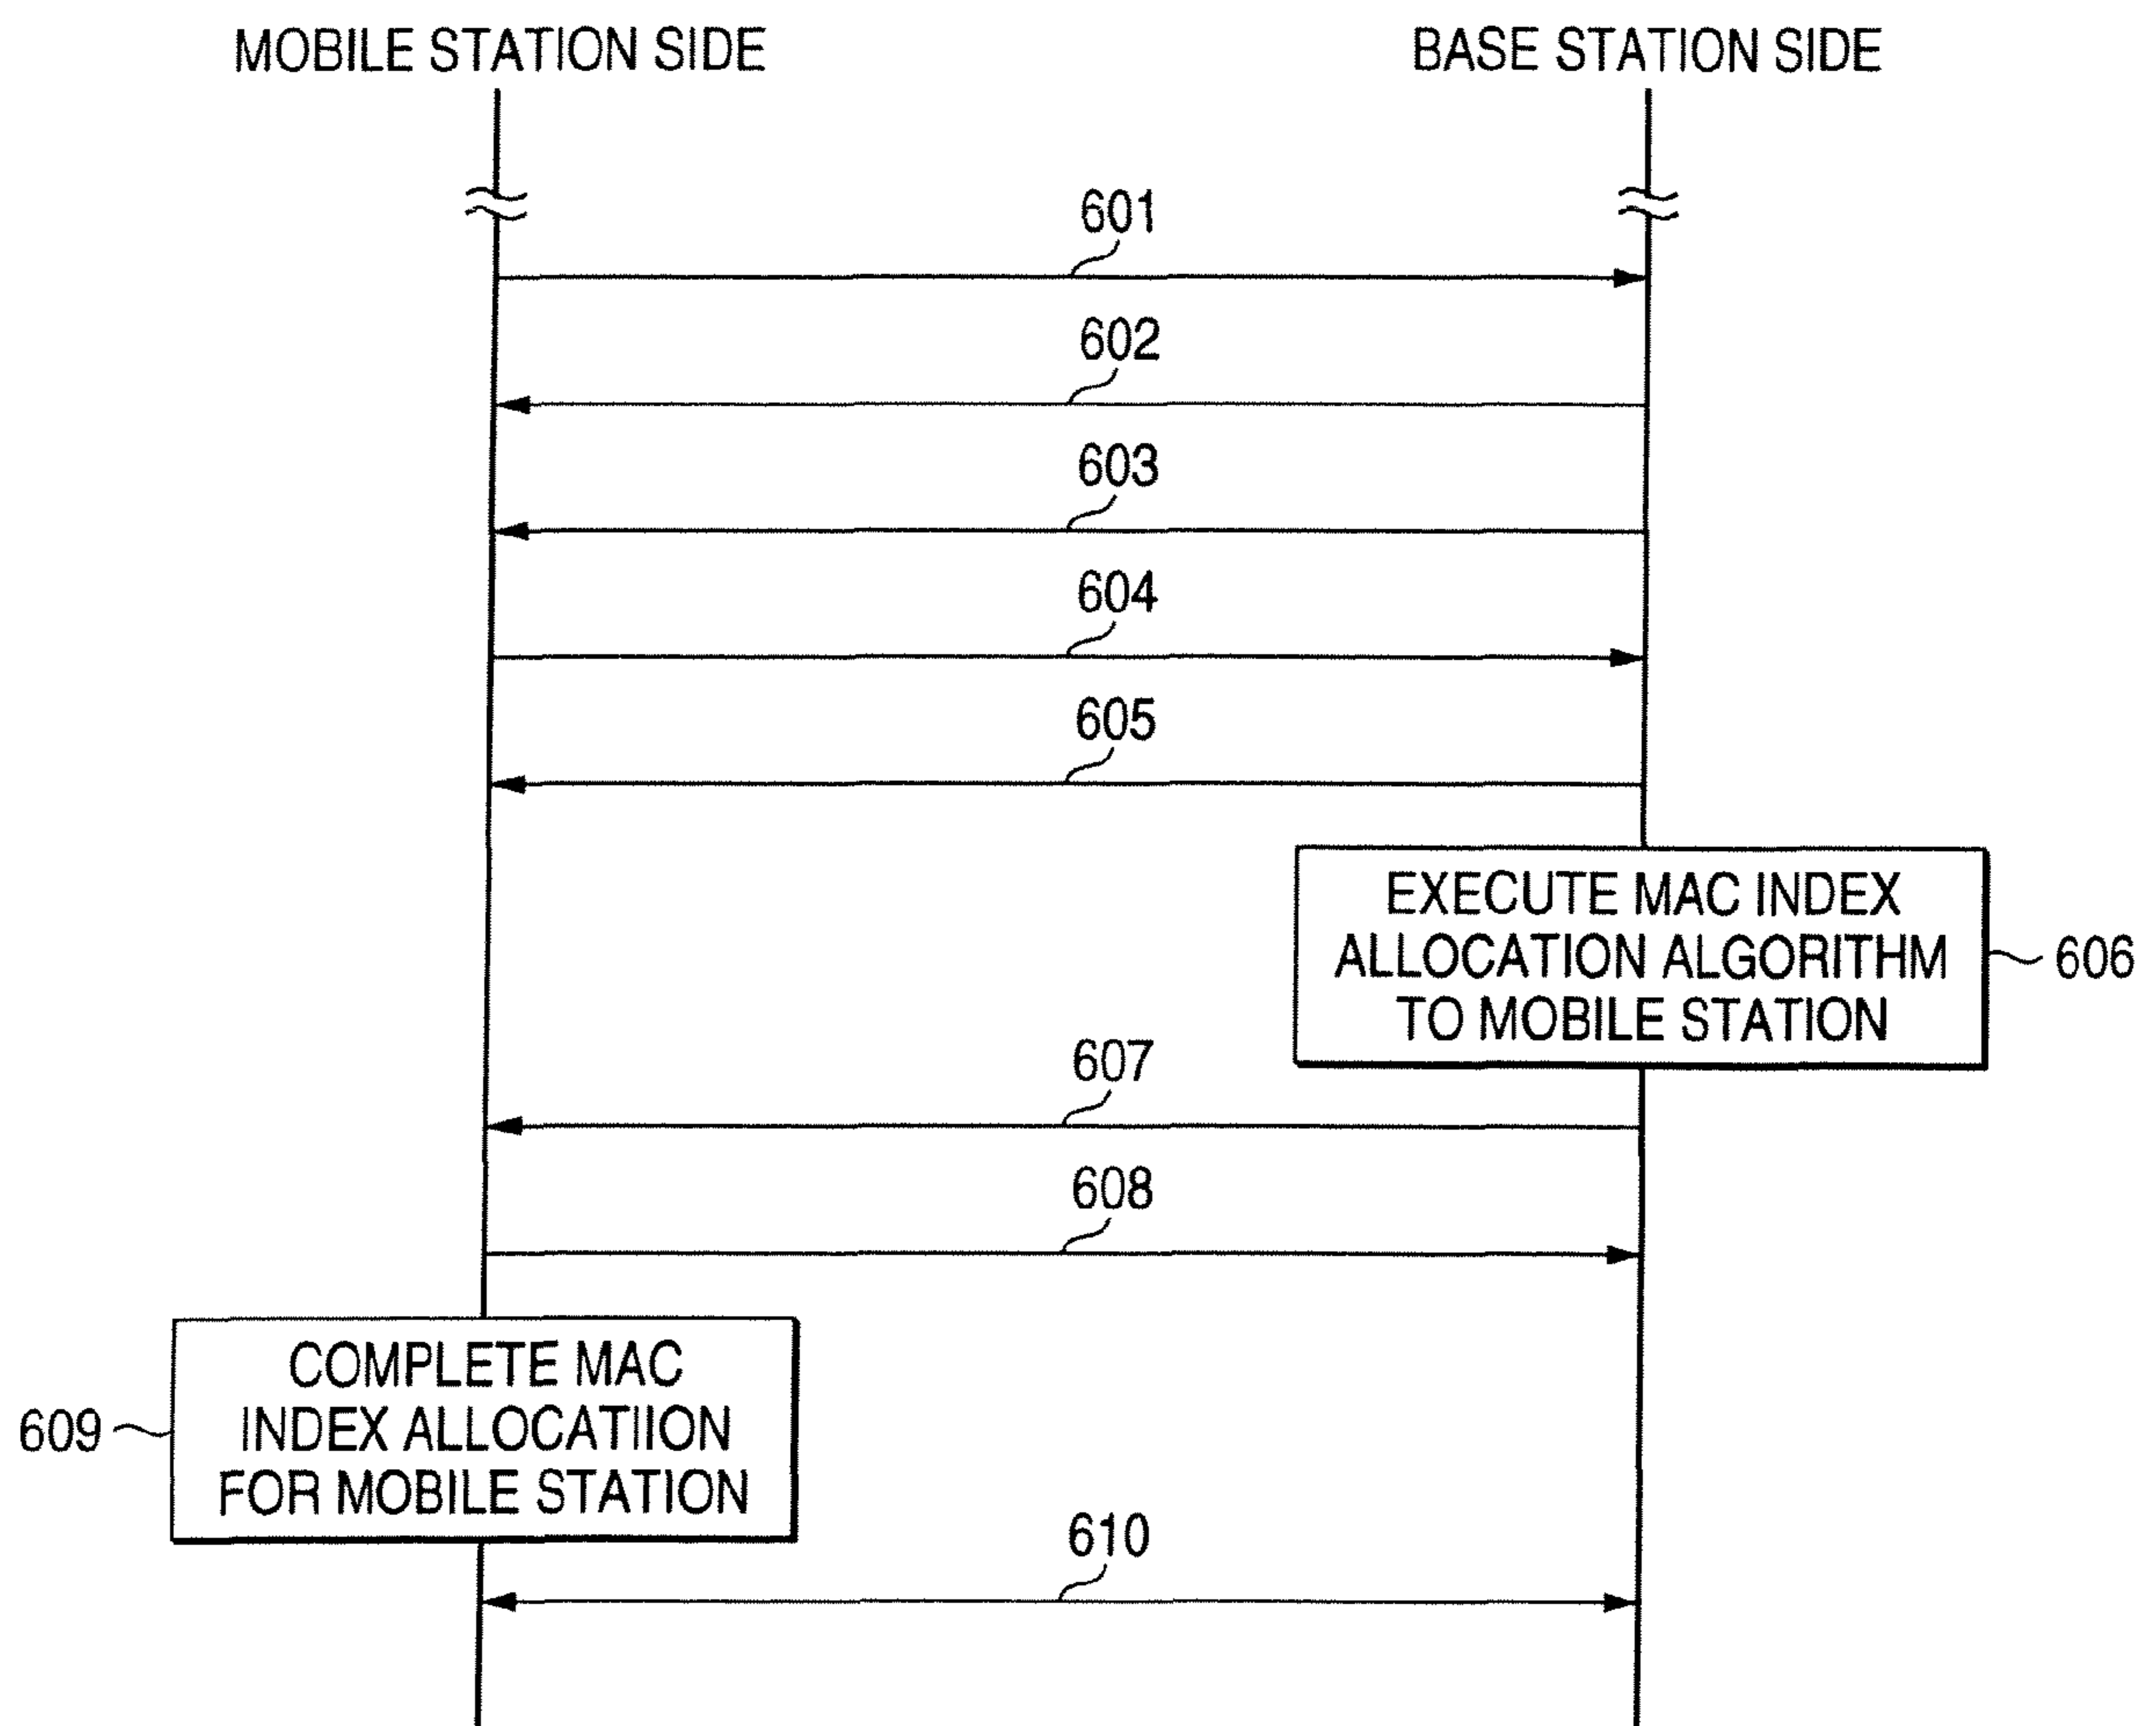 MOBILE STATION SIDE
BASE STATION SIDE
601
602
603
604
605
EXECUTE MAC INDEX
ALLOCATION ALGORITHM
TO MOBILE STATION
606
607
608
COMPLETE MAC
INDEX ALLOCATIION
FOR MOBILE STATION
609
610